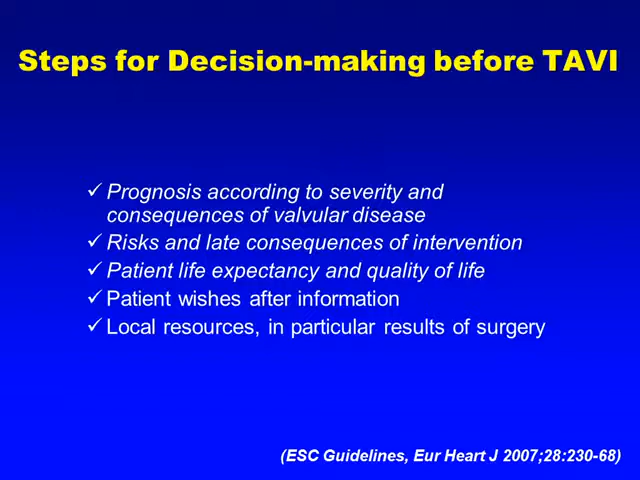 Steps for Decision-making before TAVI
✓ Prognosis according to severity and
consequences of valvular disease
✓ Risks and late consequences of intervention
✓ Patient life expectancy and quality of life
✓ Patient wishes after information
✓ Local resources, in particular results of surgery
(ESC Guidelines, Eur Heart J 2007;28:230-68)